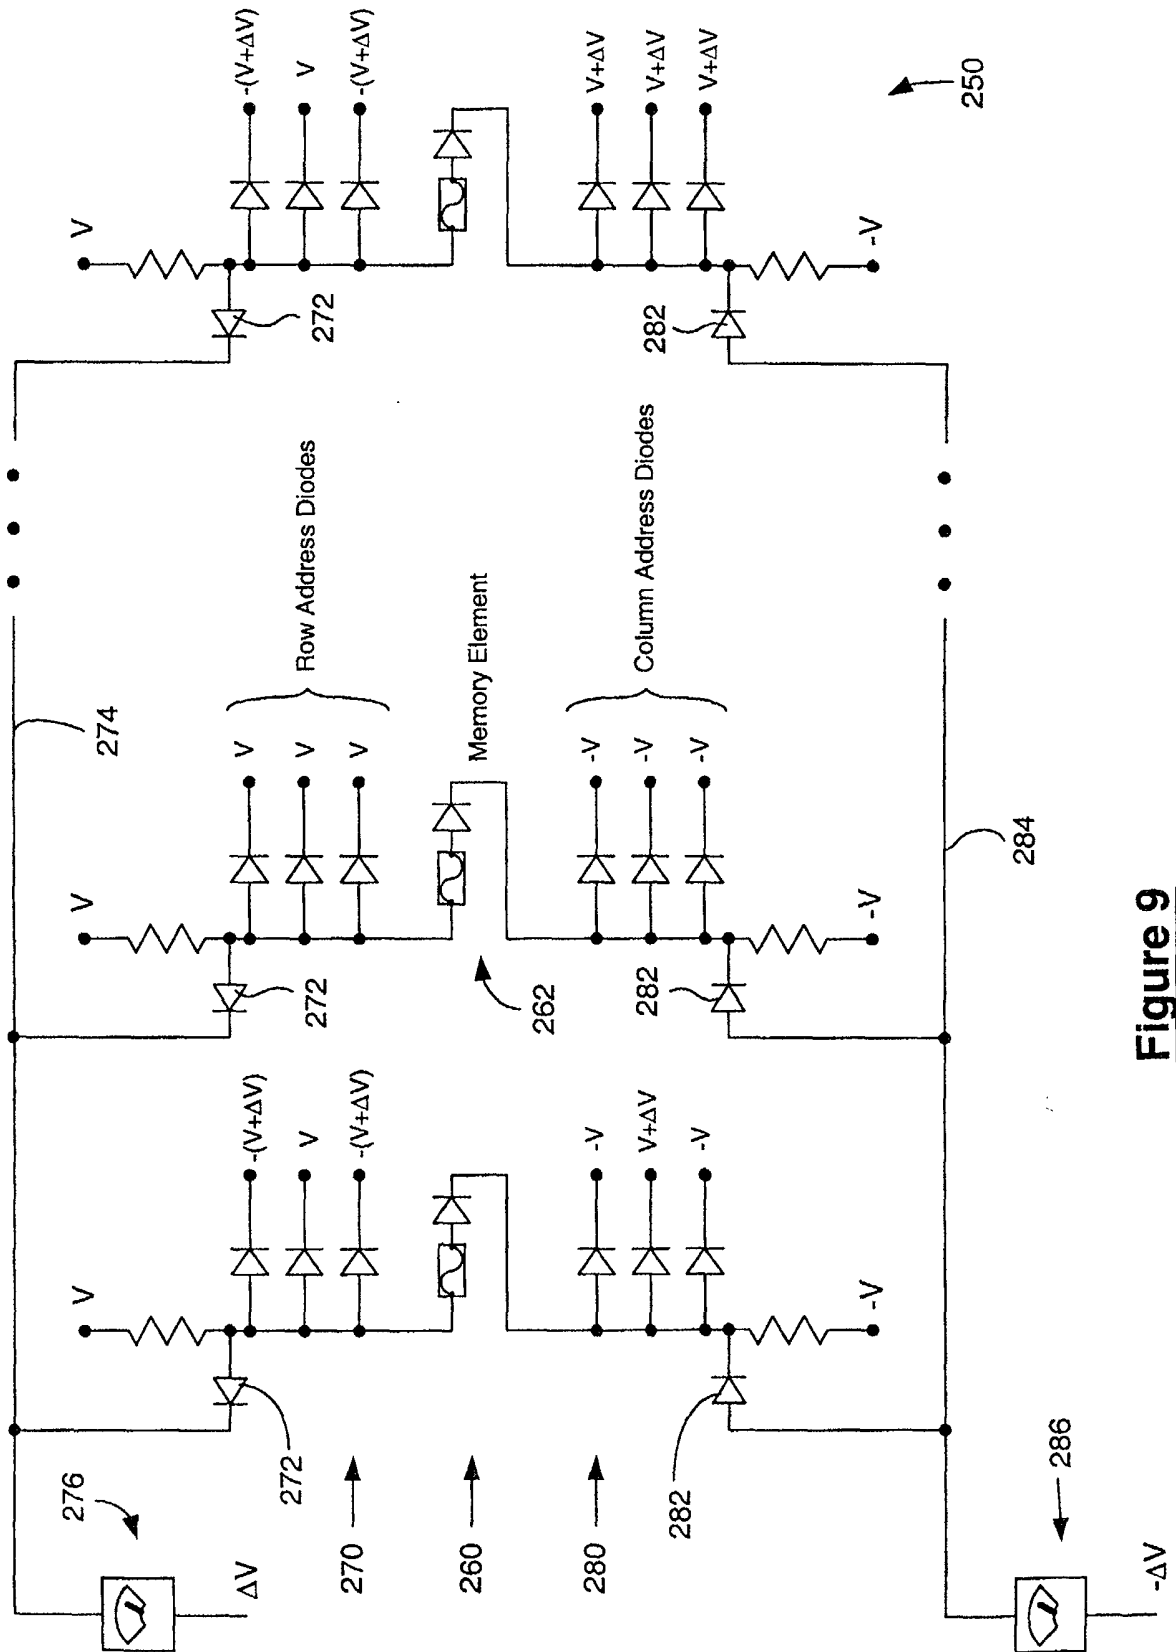 276
ΔV
272
270
260
280
282
286
-ΔV
V
-(V+ΔV)
V
-(V+ΔV)
-V
V+ΔV
-V
-V
274
V
V
V
V
272
262
-V
-V
-V
282
-V
284
Row Address Diodes
Memory Element
Column Address Diodes
V
-(V+ΔV)
V
-(V+ΔV)
272
V+ΔV
V+ΔV
V+ΔV
282
-V
250
Figure 9